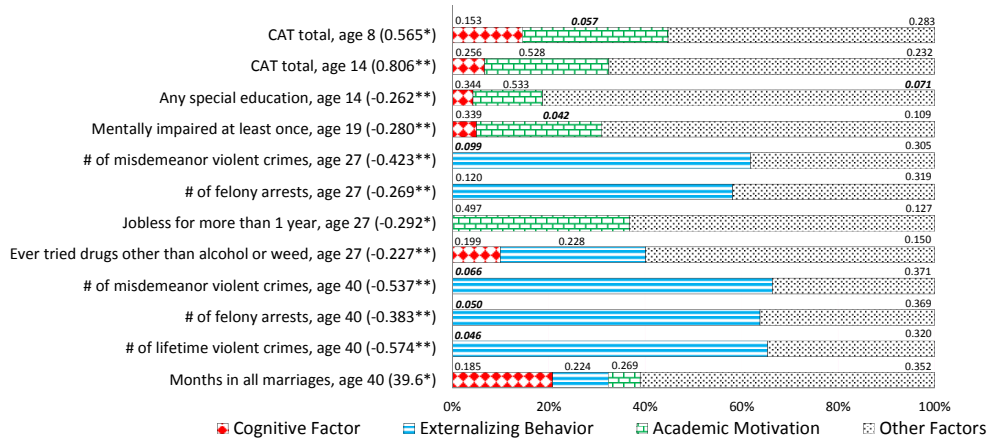 0.153 0.057 0.283
CAT total, age 8 (0.565*)
0.256 0.528 0.232
CAT total, age 14 (0.806**)
0.344 0.533 0.071
Any special education, age 14 (-0.262**)
0.339 0.042 0.109
Mentally impaired at least once, age 19 (-0.280**)
0.099 0.305
# of misdemeanor violent crimes, age 27 (-0.423**)
0.120 0.319
# of felony arrests, age 27 (-0.269**)
0.497 0.127
Jobless for more than 1 year, age 27 (-0.292*)
0.199 0.228 0.150
Ever tried drugs other than alcohol or weed, age 27 (-0.227**)
0.066 0.371
# of misdemeanor violent crimes, age 40 (-0.537**)
0.050 0.369
# of felony arrests, age 40 (-0.383**)
0.046 0.320
# of lifetime violent crimes, age 40 (-0.574**)
0.185 0.224 0.269 0.352
Months in all marriages, age 40 (39.6*)
0% 20% 40% 60% 80% 100%
Cognitive Factor Externalizing Behavior Academic Motivation Other Factors